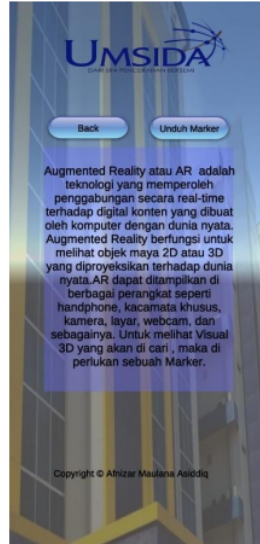 UMSIDA
DARI SINI PENCERAHAN BERSEMI
Back
Unduh Marker
Augmented Reality atau AR adalah
teknologi yang memperoleh
penggabungan secara real-time
terhadap digital konten yang dibuat
oleh komputer dengan dunia nyata.
Augmented Reality berfungsi untuk
melihat objek maya 2D atau 3D
yang diproyeksikan terhadap dunia
nyata.AR dapat ditampilkan di
berbagai perangkat seperti
handphone, kacamata khusus,
kamera, layar, webcam, dan
sebagainya. Untuk melihat Visual
3D yang akan di cari , maka di
perlukan sebuah Marker.
Copyright © Afnizar Maulana Asiddiq